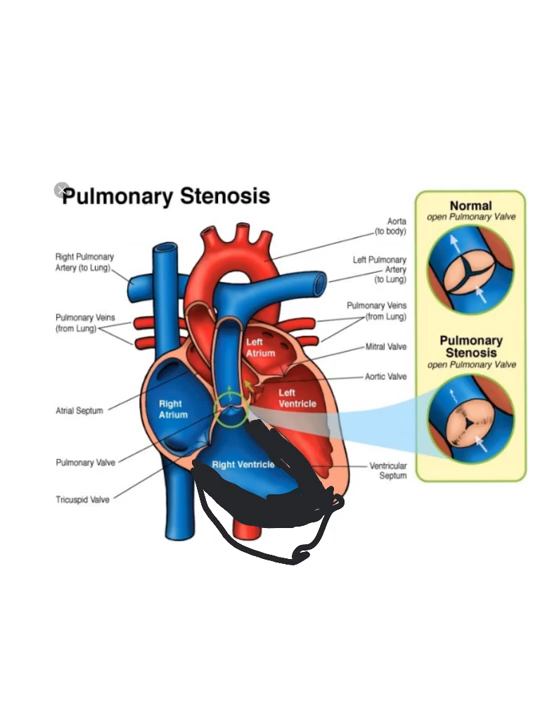 Pulmonary Stenosis
Normal
open Pulmonary Valve
Aorta
(to body)
Right Pulmonary
Artery (to Lung)
Left Pulmonary
Artery
(to Lung)
Pulmonary Veins
(from Lung)
Pulmonary Veins
(from Lung)
Left
Atrium
Mitral Valve
Pulmonary
Stenosis
open Pulmonary Valve
Aortic Valve
Left
Ventricle
Right
Atrium
Atrial Septum
Pulmonary Valve
Right Ventricle
Ventricular
Septum
Tricuspid Valve